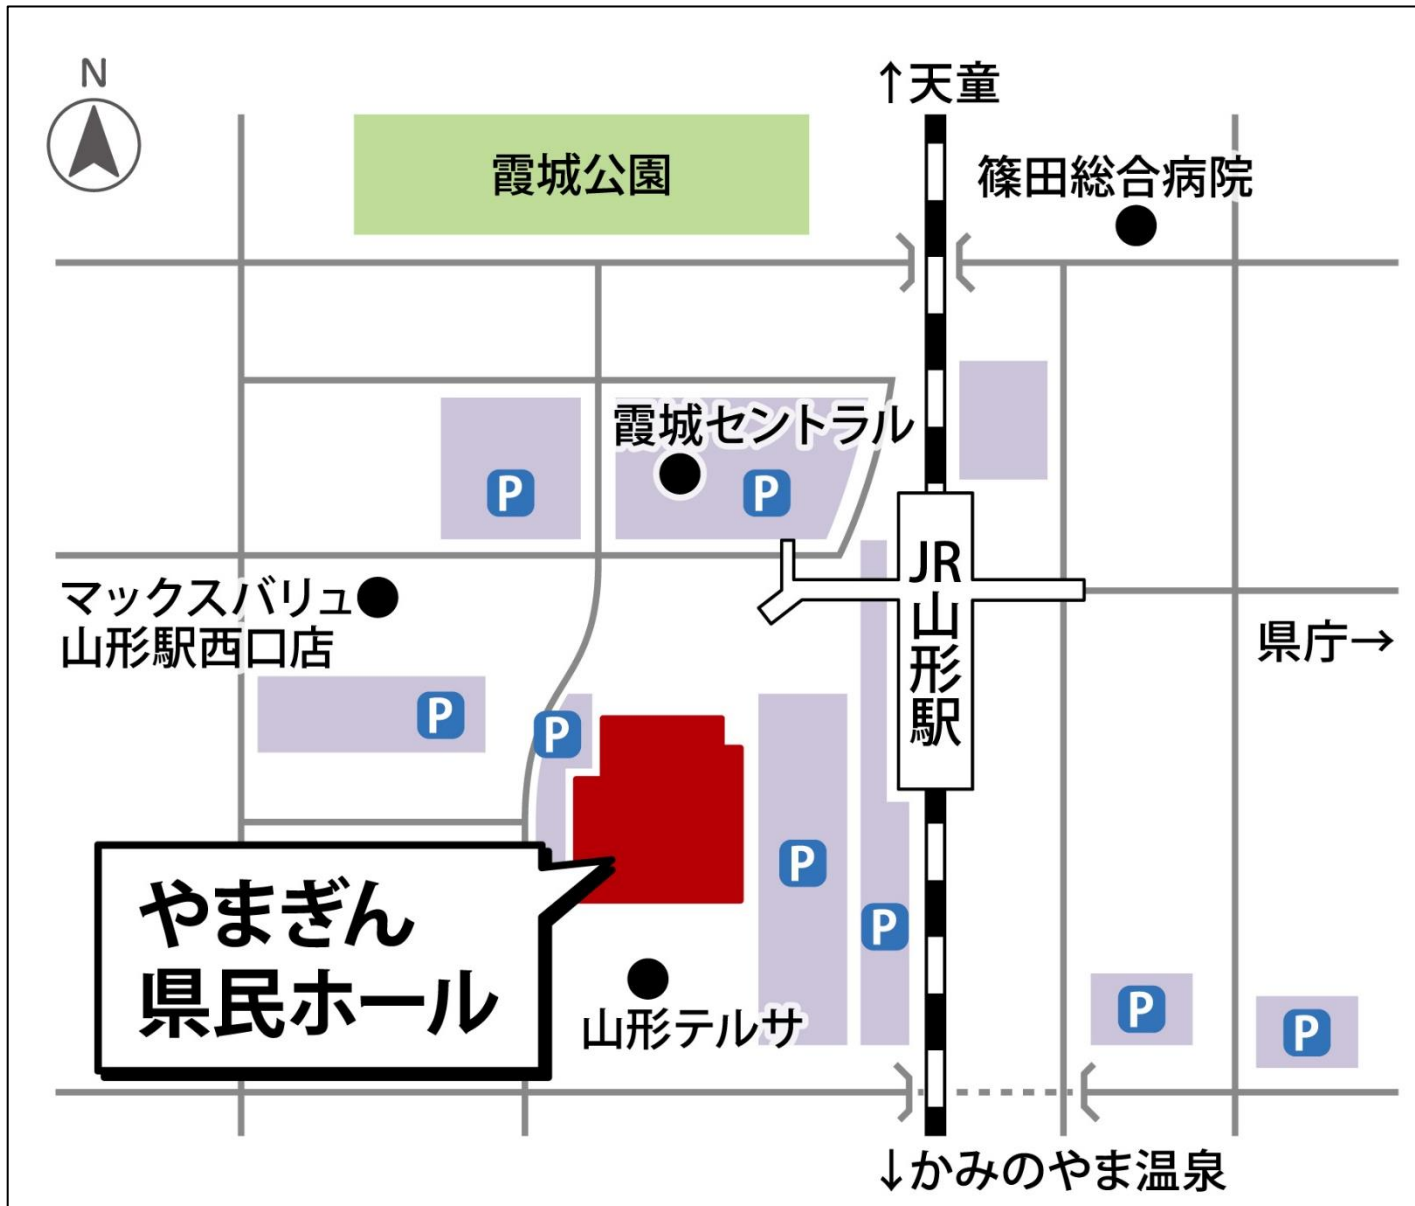 N
↑天童
霞城公園
篠田総合病院
霞城セントラル
P
P
JR
山形駅
マックスバリュ
山形駅西口店
県庁→
P
P
やまぎん
県民ホール
P
P
山形テルサ
P
P
↓かみのやま温泉